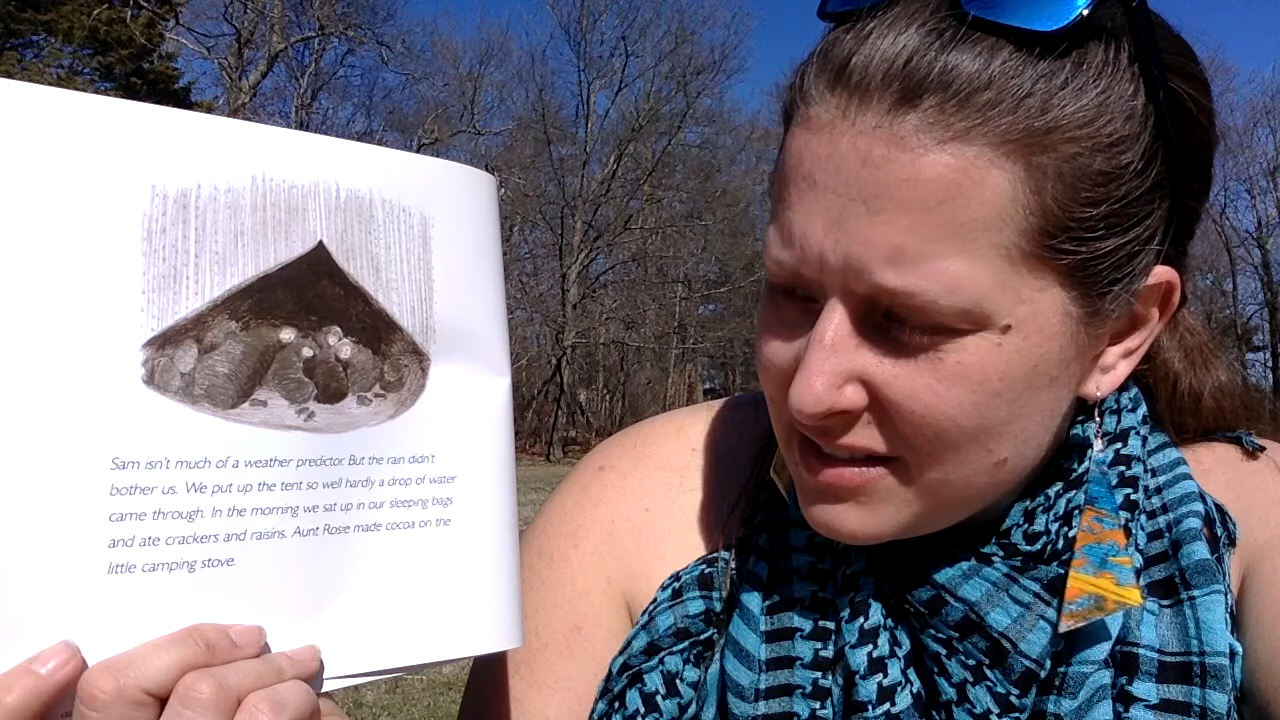 Sam isn't much of a weather predictor. But the rain didn't
bother us. We put up the tent so well hardly a drop of water
came through. In the morning we sat up in our sleeping bags
and ate crackers and raisins. Aunt Rosie made cocoa on the
little camping stove.